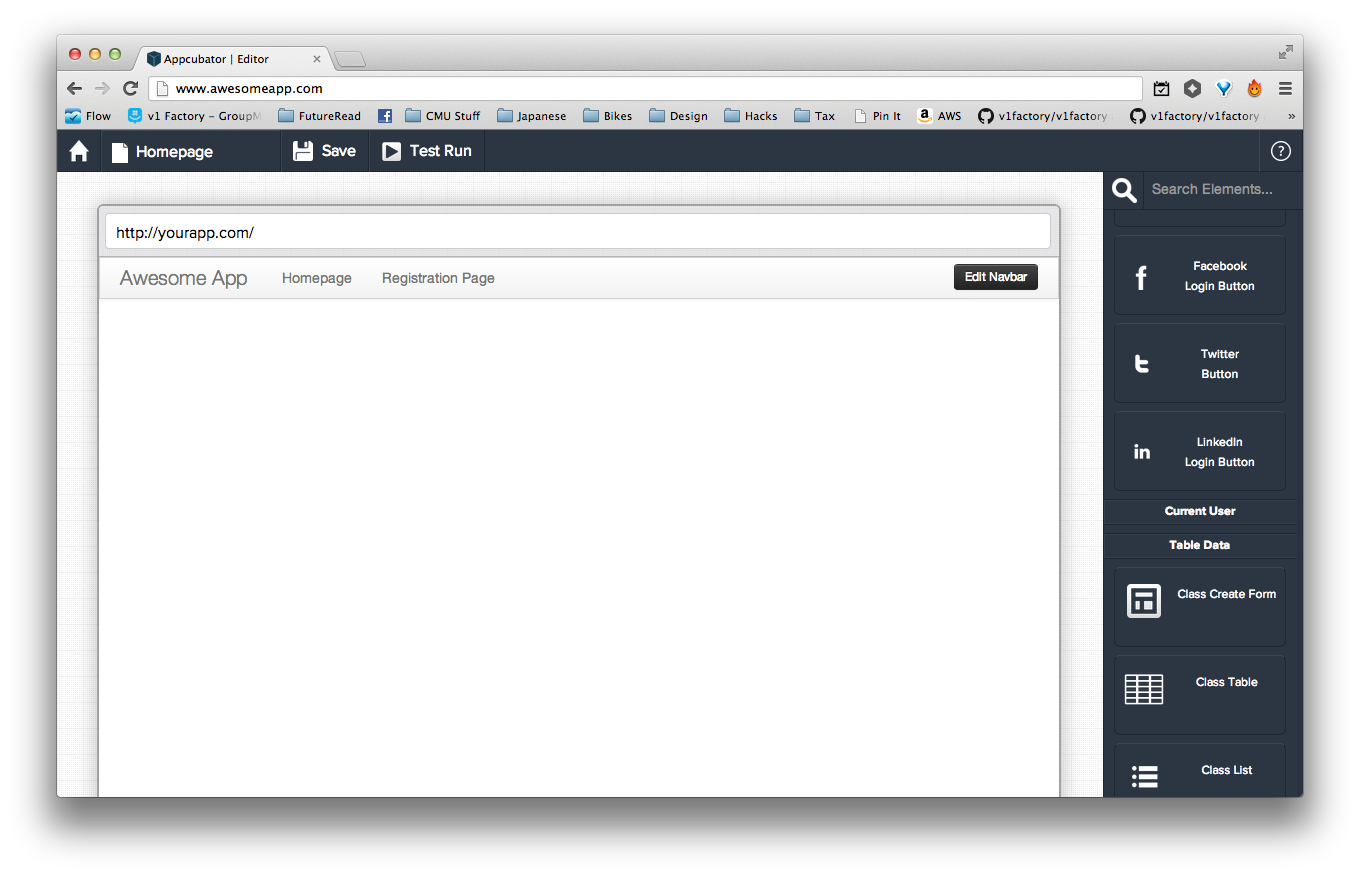 Appcubator | Editor
www.awesomeapp.com
Flow v1 Factory – GroupM FutureRead CMU Stuff Japanese Bikes Design Hacks Tax Pin It AWS v1factory/v1factory v1factory/v1factory »
Homepage Save Test Run ?
Search Elements...
http://yourapp.com/
Awesome App Homepage Registration Page Edit Navbar
Facebook
Login Button
Twitter
Button
LinkedIn
Login Button
Current User
Table Data
Class Create Form
Class Table
Class List